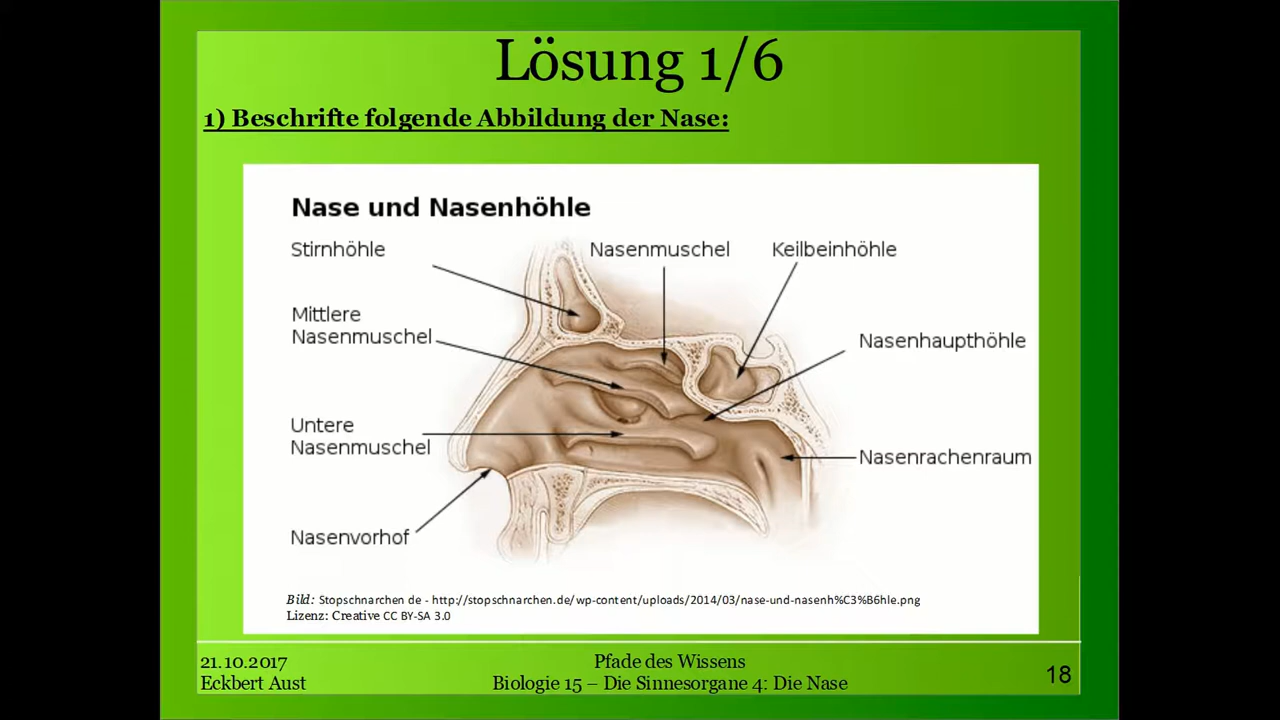 Lösung 1/6
1) Beschrifte folgende Abbildung der Nase:
Nase und Nasenhöhle
Stirnhöhle
Nasenmuschel
Keilbeinhöhle
Mittlere
Nasenmuschel
Nasenhaupthöhle
Untere
Nasenmuschel
Nasenrachenraum
Nasenvorhof
Bild: Stopschnarchen de - http://stopschnarchen.de/wp-content/uploads/2014/03/nase-und-nasenh%C3%B6hle.png
Lizenz: Creative CC BY-SA 3.0
21.10.2017
Eckbert Aust
Pfade des Wissens
Biologie 15 – Die Sinnesorgane 4: Die Nase
18